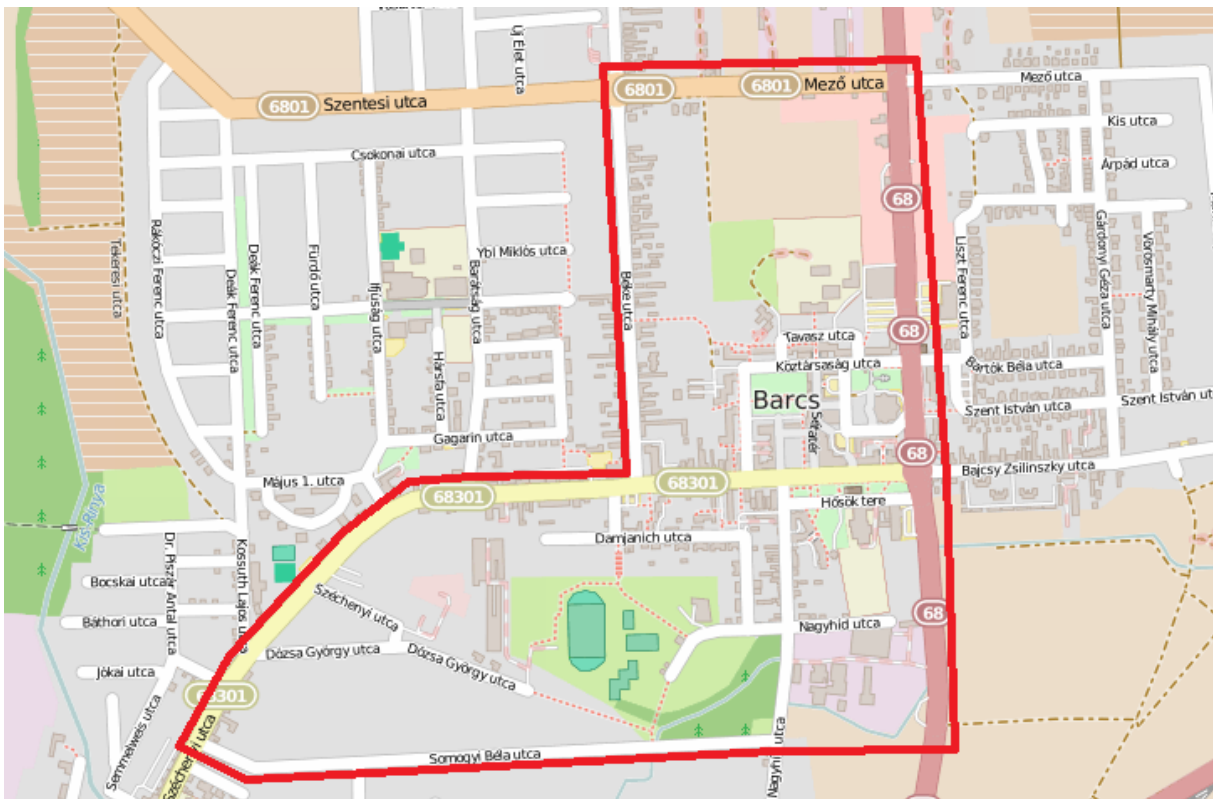 Új Élet utca
6801
Szentesi utca
6801
6801
Mező utca
Mező utca
Kis utca
Árpád utca
Csokonai utca
Rákóczi Ferenc utca
Tekeresi utca
Deák Ferenc utca
Deák Ferenc utca
Fürdő utca
Ifjúság utca
Barátság utca
Ybl Miklós utca
Béke utca
68
Liszt Ferenc utca
Gárdonyi Géza utca
Vörösmarty Mihály utca
Hársfa utca
Tavasz utca
68
Köztársaság utca
Bartók Béla utca
Barcs
Sétatér
Szent István utca
Szent István ut
Gagarin utca
68
Május 1. utca
68301
68301
Bajcsy Zsilinszky utca
Hősök tere
Kis-Rinya
Damjanich utca
Dr. Piszár Antal utca
Kossuth Lajos utca
Bocskai utca
Báthori utca
Széchenyi utca
68
Nagyhíd utca
Jókai utca
Dózsa György utca
Dózsa György utca
68301
Semmelweis utca
Széchenyi utca
Somogyi Béla utca